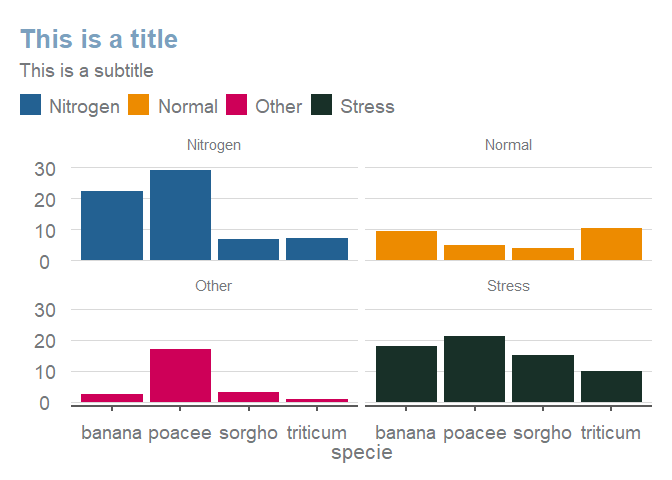 This is a title
This is a subtitle
Nitrogen Normal Other Stress
Nitrogen Normal
30
20
10
0
Other Stress
30
20
10
0
banana poacee sorgho triticum banana poacee sorgho triticum
specie